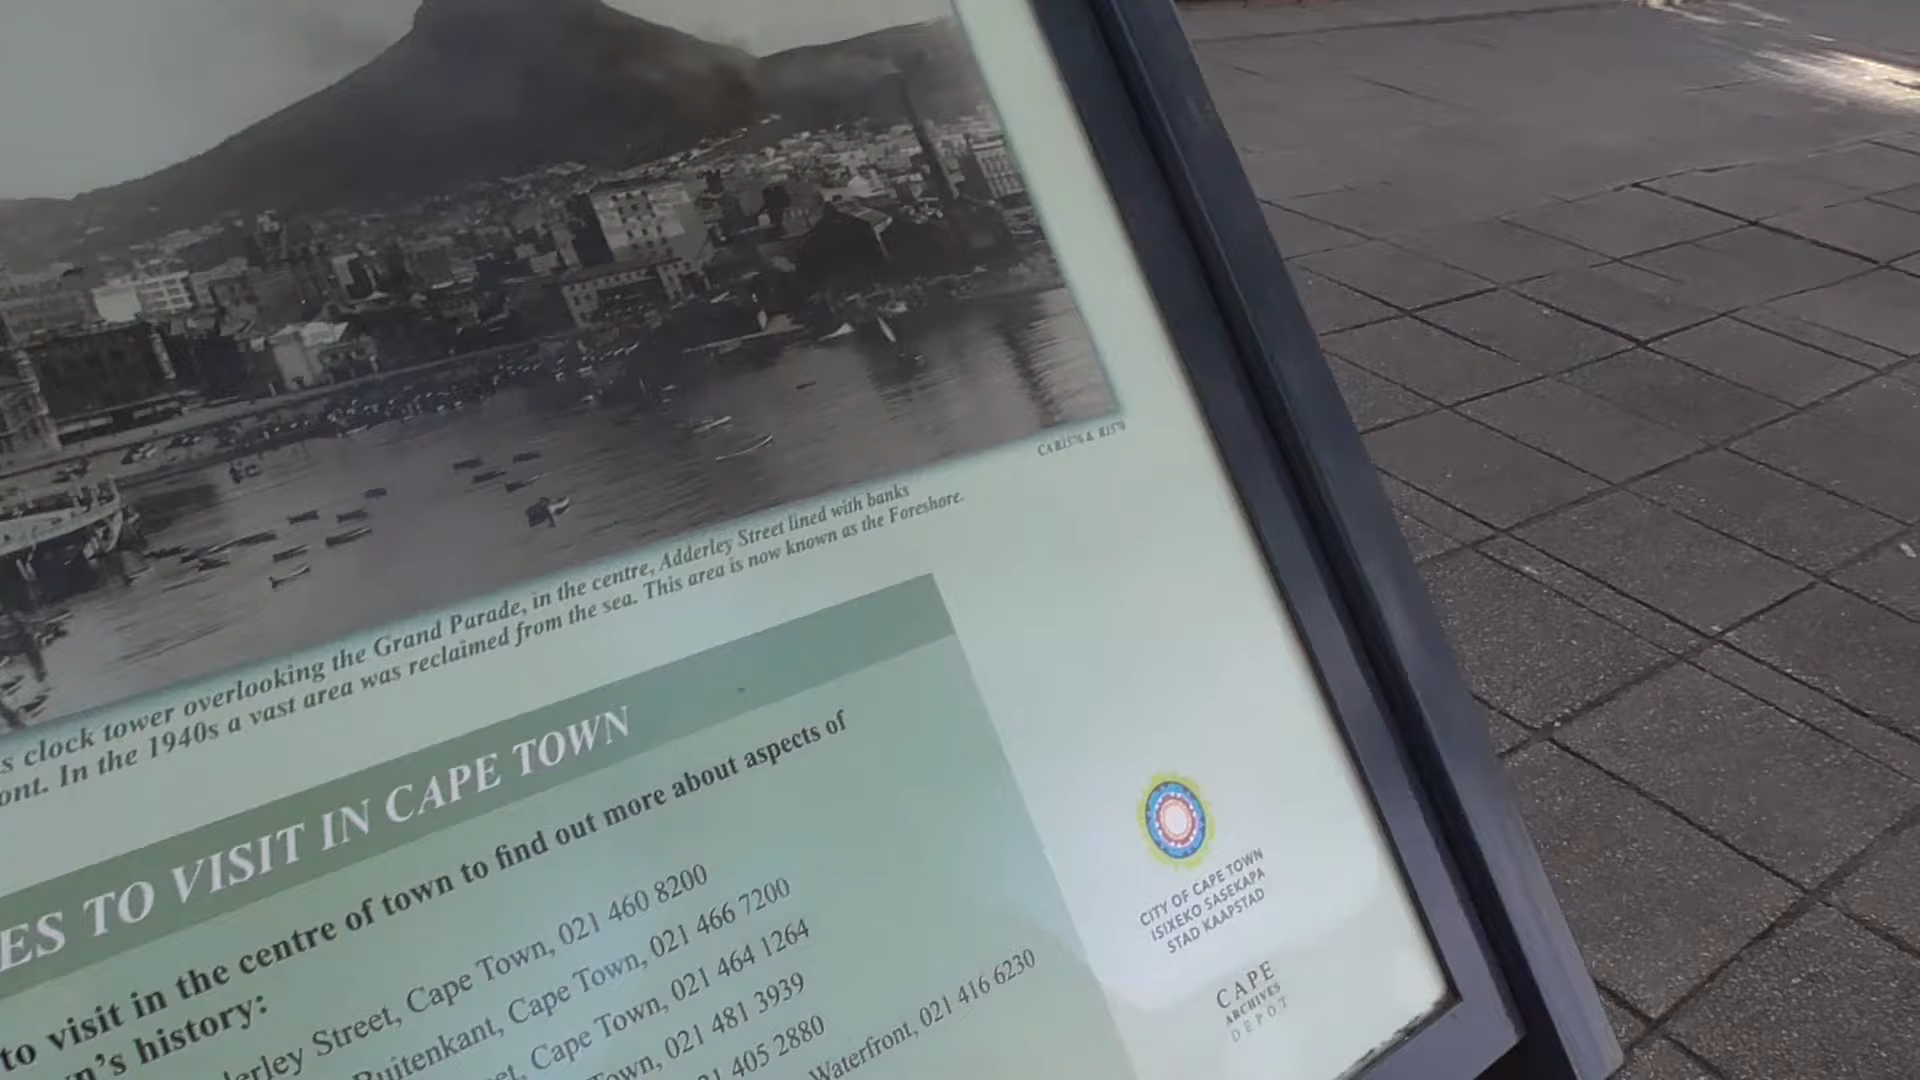 CAR1576 & R1579
s clock tower overlooking the Grand Parade, in the centre, Adderley Street lined with banks
ont. In the 1940s a vast area was reclaimed from the sea. This area is now known as the Foreshore.
ES TO VISIT IN CAPE TOWN
to visit in the centre of town to find out more about aspects of
n's history:
derley Street, Cape Town, 021 460 8200
Buitenkant, Cape Town, 021 466 7200
et, Cape Town, 021 464 1264
Town, 021 481 3939
21 405 2880
Waterfront, 021 416 6230
CITY OF CAPE TOWN
ISIXEKO SASEKAPA
STAD KAAPSTAD
CAPE
ARCHIVES
DEPOT